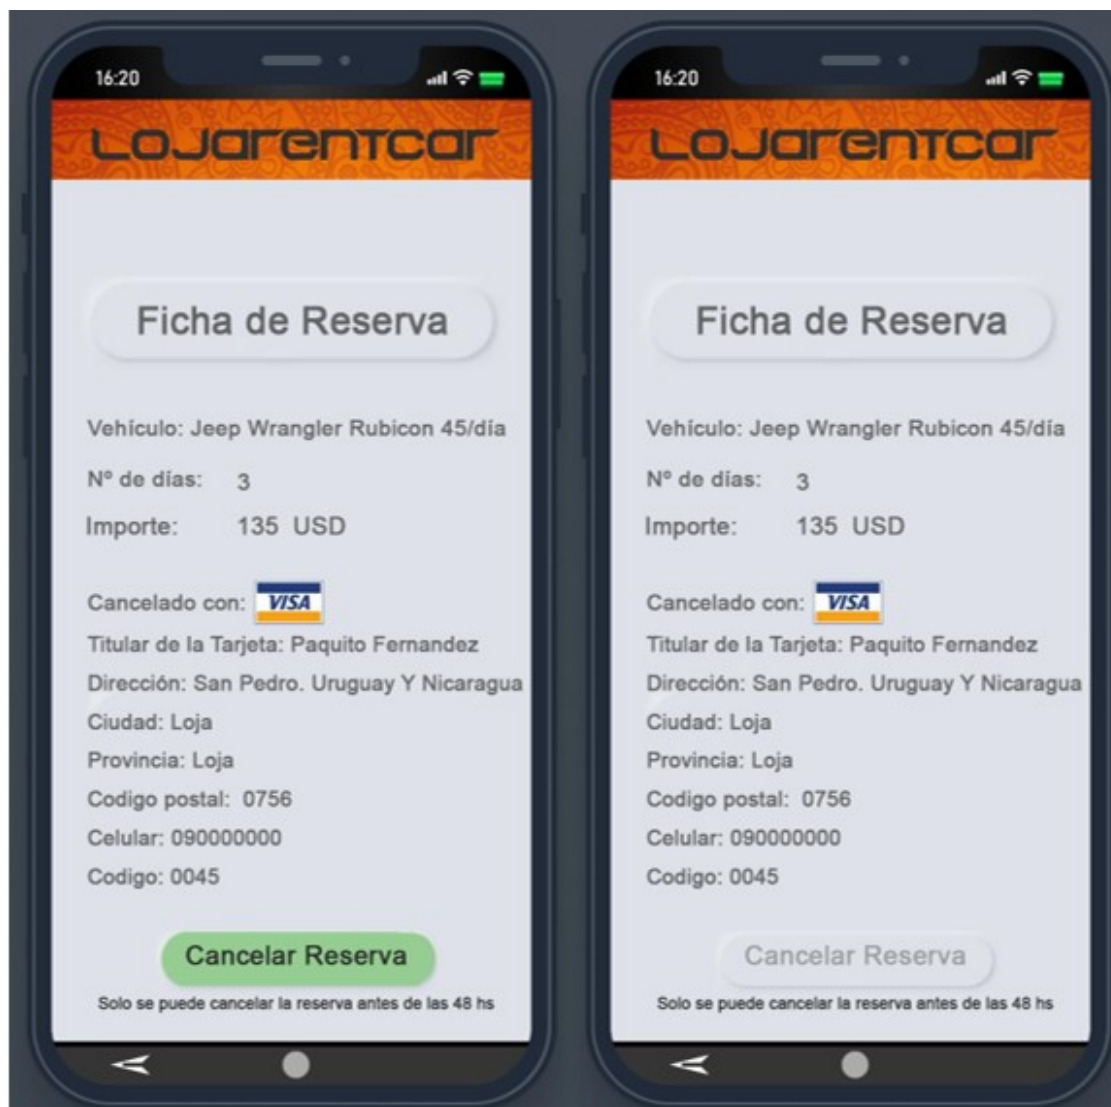 16:20
LOJarentcar
Ficha de Reserva
Vehículo: Jeep Wrangler Rubicon 45/día
Nº de días: 3
Importe: 135 USD
Cancelado con: VISA
Titular de la Tarjeta: Paquito Fernandez
Dirección: San Pedro. Uruguay Y Nicaragua
Ciudad: Loja
Provincia: Loja
Codigo postal: 0756
Celular: 090000000
Codigo: 0045
Cancelar Reserva
Solo se puede cancelar la reserva antes de las 48 hs
16:20
LOJarentcar
Ficha de Reserva
Vehículo: Jeep Wrangler Rubicon 45/día
Nº de días: 3
Importe: 135 USD
Cancelado con: VISA
Titular de la Tarjeta: Paquito Fernandez
Dirección: San Pedro. Uruguay Y Nicaragua
Ciudad: Loja
Provincia: Loja
Codigo postal: 0756
Celular: 090000000
Codigo: 0045
Cancelar Reserva
Solo se puede cancelar la reserva antes de las 48 hs